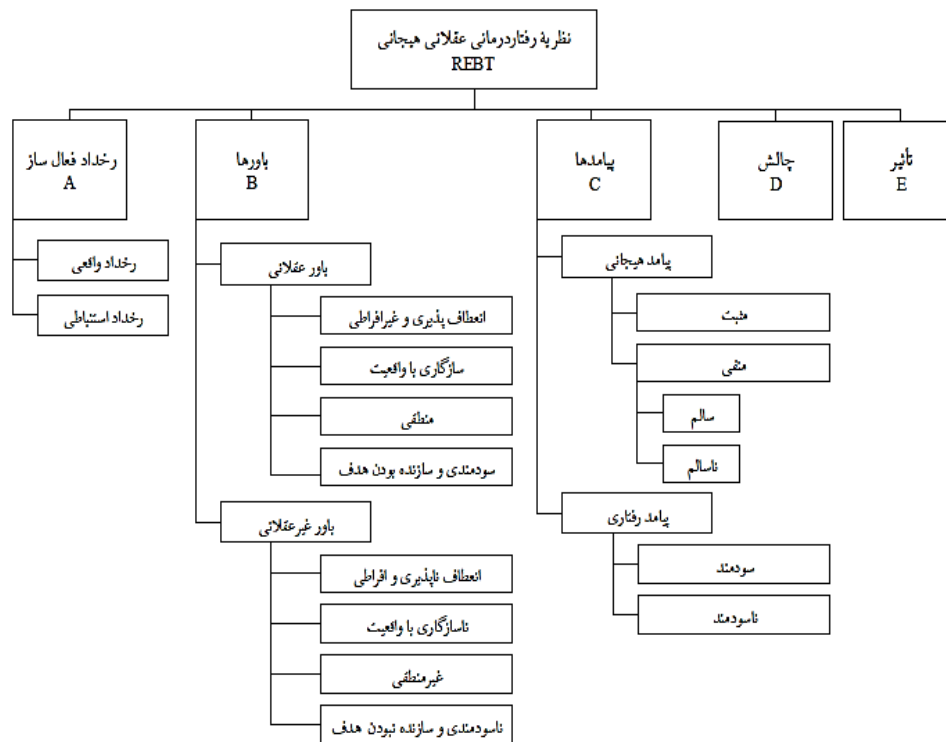 نظریۀ رفتاردرمانی عقلانی هیجانی
REBT
رخداد فعال ساز
A
باورها
B
پیامدها
C
چالش
D
تأثیر
E
رخداد واقعی
رخداد استنباطی
باور عقلانی
انعطاف پذیری و غیرافراطی
سازگاری با واقعیت
منطقی
سودمندی و سازنده بودن هدف
باور غیرعقلانی
انعطاف ناپذیری و افراطی
ناسازگاری با واقعیت
غیرمنطقی
ناسودمندی و سازنده نبودن هدف
پیامد هیجانی
مثبت
منفی
سالم
ناسالم
پیامد رفتاری
سودمند
ناسودمند